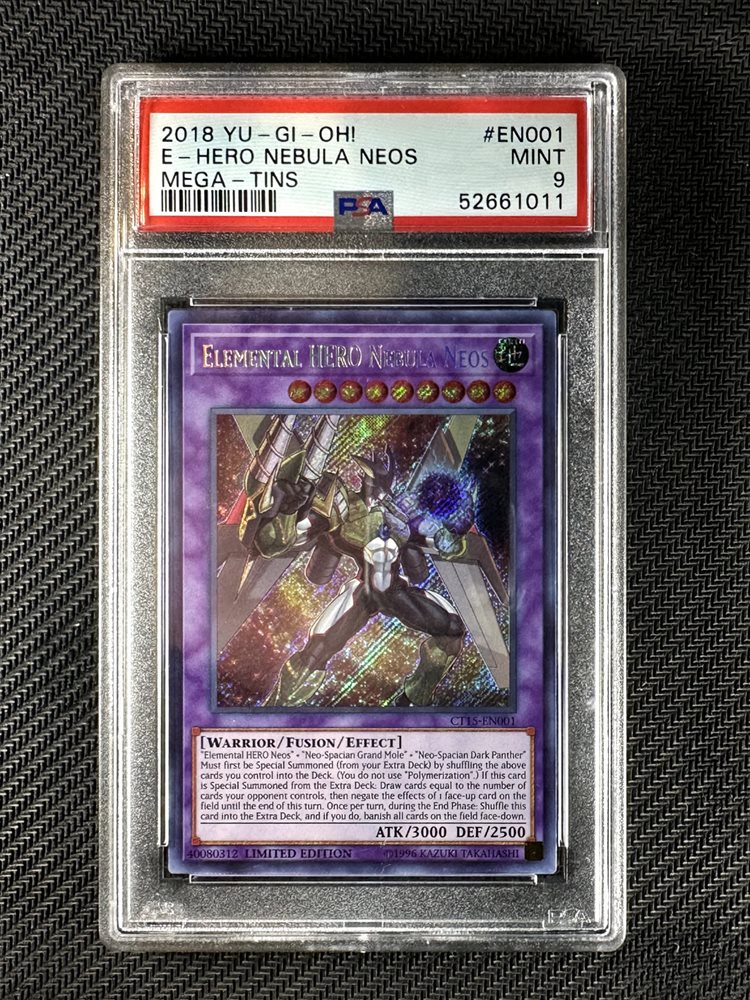 2018 YU-GI-OH! #EN001
E-HERO NEBULA NEOS MINT
MEGA-TINS 9
PSA 52661011
ELEMENTAL HERO NEBULA NEOS
CT15-EN001
[WARRIOR/FUSION/EFFECT]
"Elemental HERO Neos" + "Neo-Spacian Grand Mole" + "Neo-Spacian Dark Panther"
Must first be Special Summoned (from your Extra Deck) by shuffling the above
cards you control into the Deck. (You do not use "Polymerization".) If this card
is Special Summoned from the Extra Deck: Draw cards equal to the number of
cards your opponent controls, then negate the effects of 1 face-up card on the
field until the end of this turn. Once per turn, during the End Phase: Shuffle this
card into the Extra Deck, and if you do, banish all cards on the field face-down.
ATK/3000 DEF/2500
40080312 LIMITED EDITION ©1996 KAZUKI TAKAHASHI